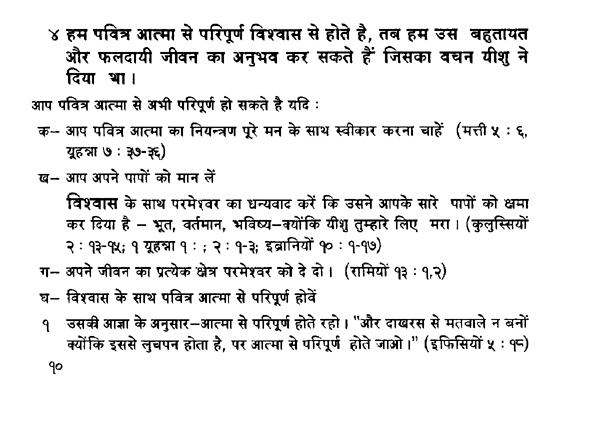 ४ हम पवित्र आत्मा से परिपूर्ण विश्वास से होते है, तब हम उस बहुतायत
और फलदायी जीवन का अनुभव कर सकते हैं जिसका वचन यीशु ने
दिया था।
आप पवित्र आत्मा से अभी परिपूर्ण हो सकते है यदि :
क– आप पवित्र आत्मा का नियन्त्रण पूरे मन के साथ स्वीकार करना चाहें (मत्ती ५ : ६,
यूहन्ना ७ : ३७-३६)
ख– आप अपने पापों को मान लें
विश्वास के साथ परमेश्वर का धन्यवाद करें कि उसने आपके सारे पापों को क्षमा
कर दिया है – भूत, वर्तमान, भविष्य–क्योंकि यीशु तुम्हारे लिए मरा। (कुलुस्सियों
२ : १३-१५; १ यूहन्ना १ : ; २ : १-३; इब्रानियों १० : १-१७)
ग– अपने जीवन का प्रत्येक क्षेत्र परमेश्वर को दे दो। (रामियों १३ : १,२)
घ– विश्वास के साथ पवित्र आत्मा से परिपूर्ण होवें
१ उसकी आज्ञा के अनुसार–आत्मा से परिपूर्ण होते रहो। "और दाखरस से मतवाले न बनों
क्योंकि इससे लुचपन होता है, पर आत्मा से परिपूर्ण होते जाओ।" (इफिसियों ५ : १८)
१०